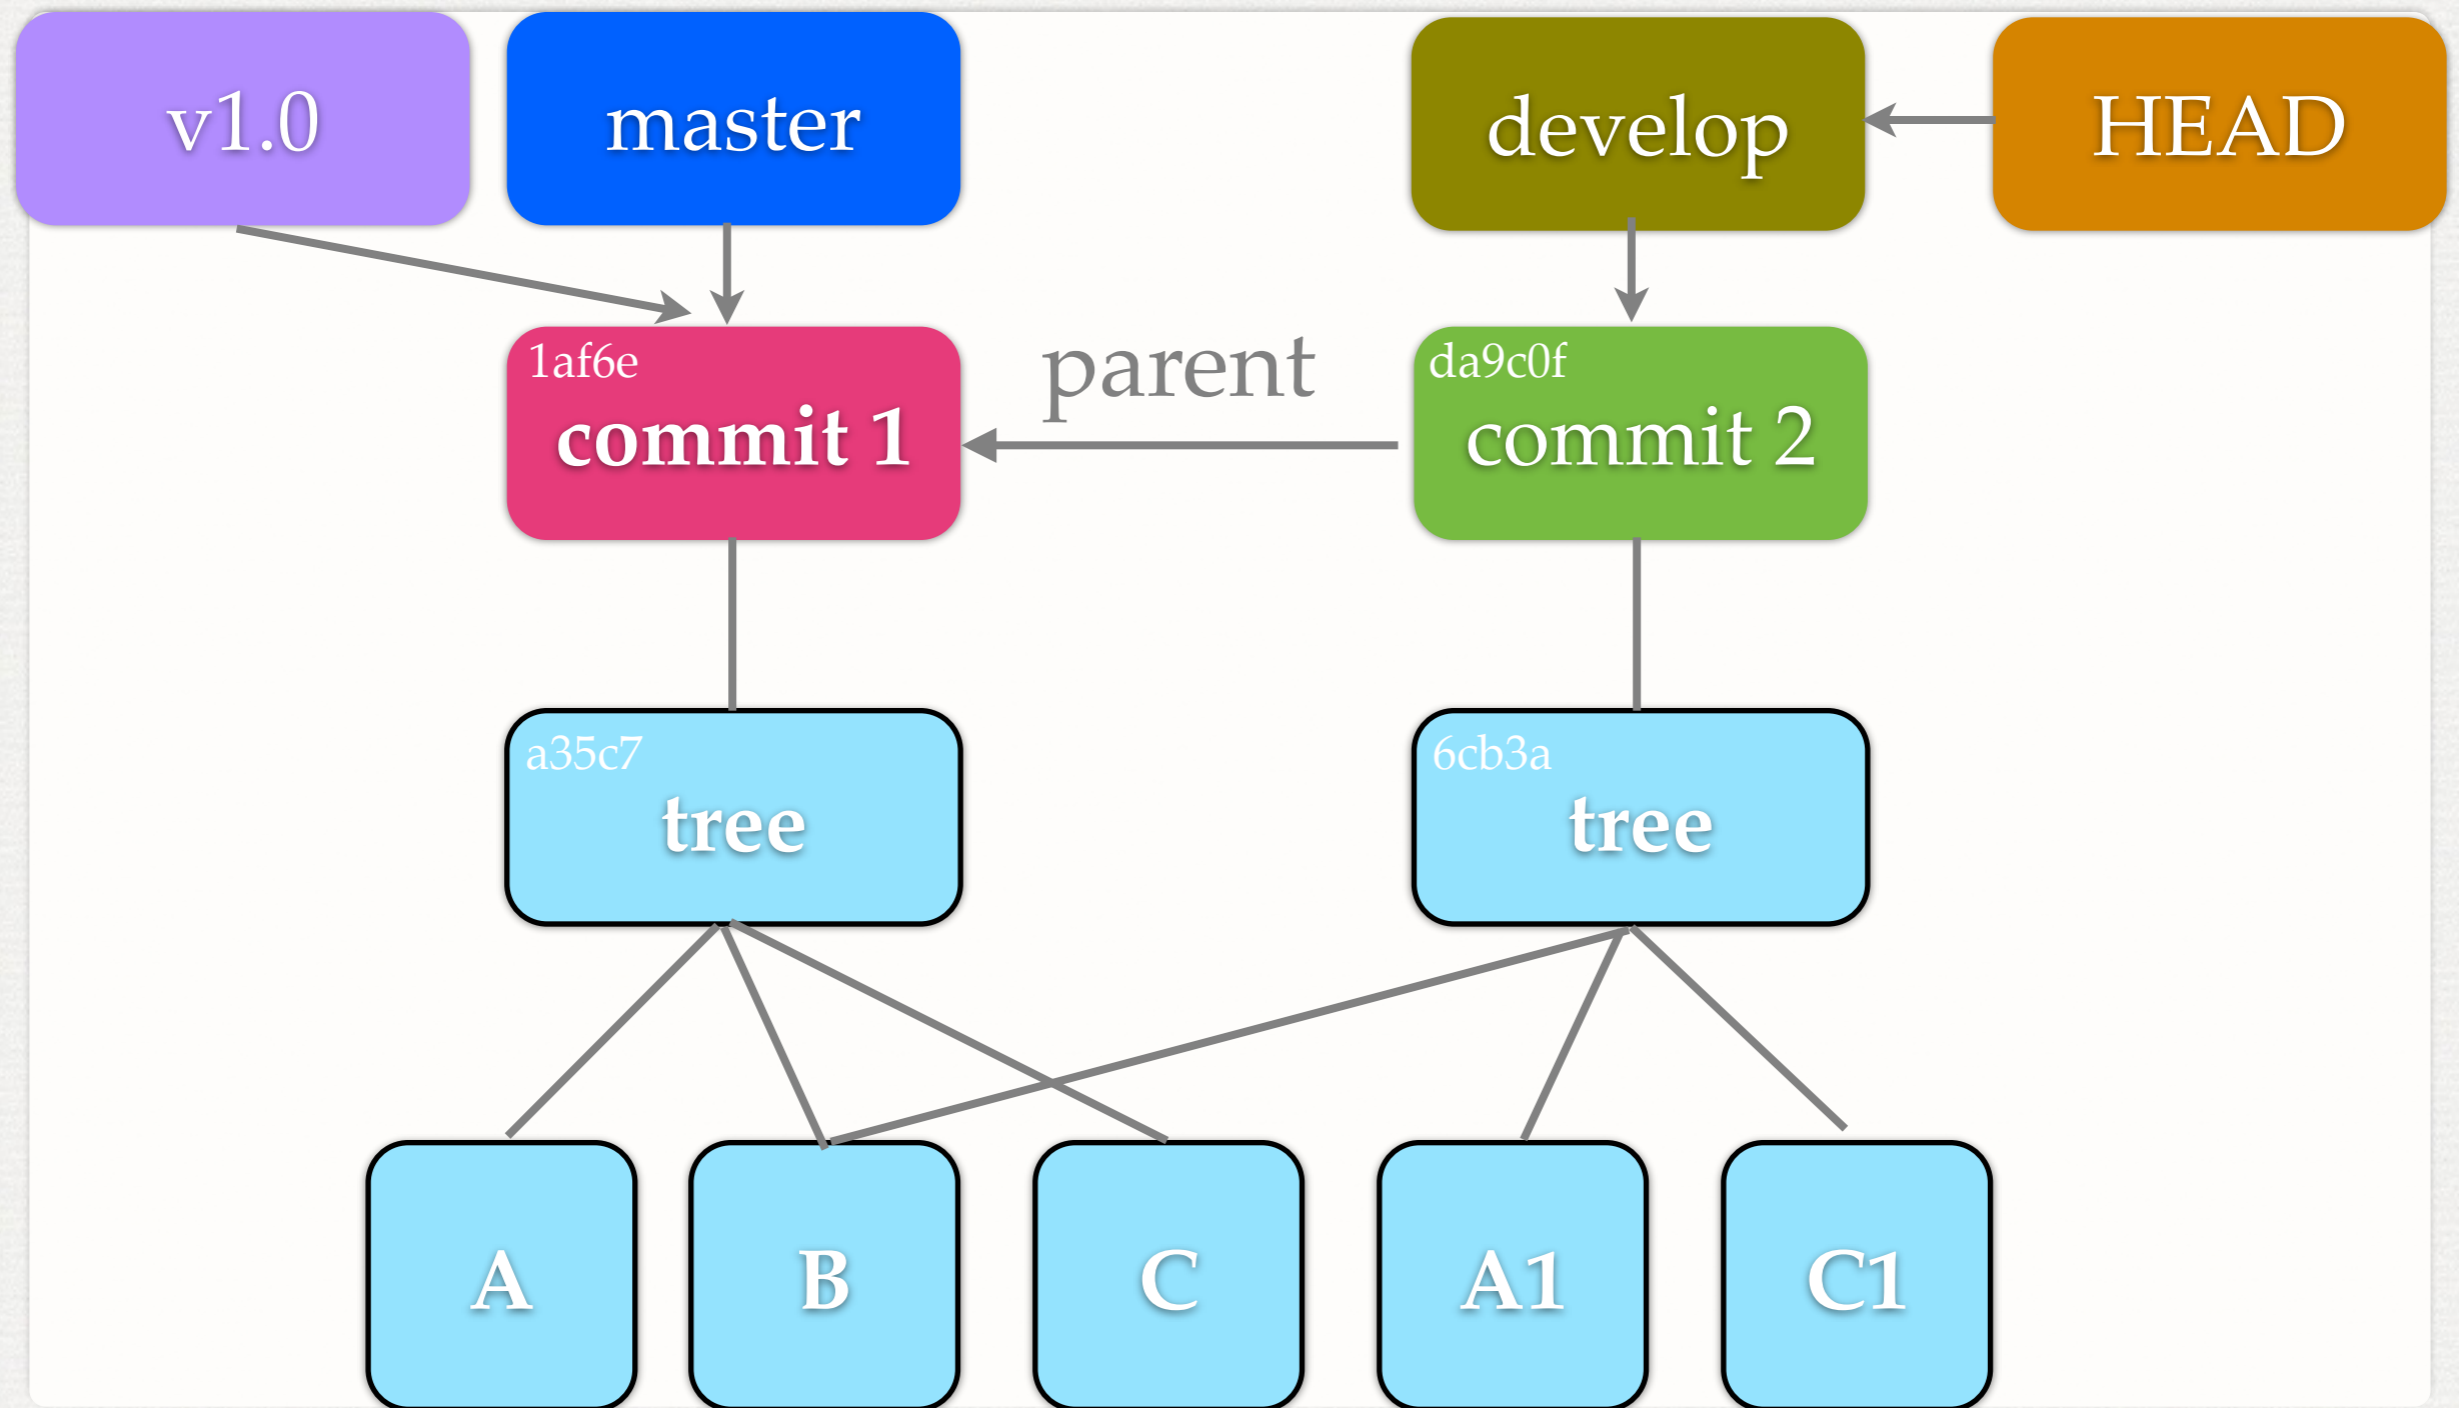 v1.0
master
develop
HEAD
1af6e
commit 1
parent
da9c0f
commit 2
a35c7
tree
6cb3a
tree
A
B
C
A1
C1